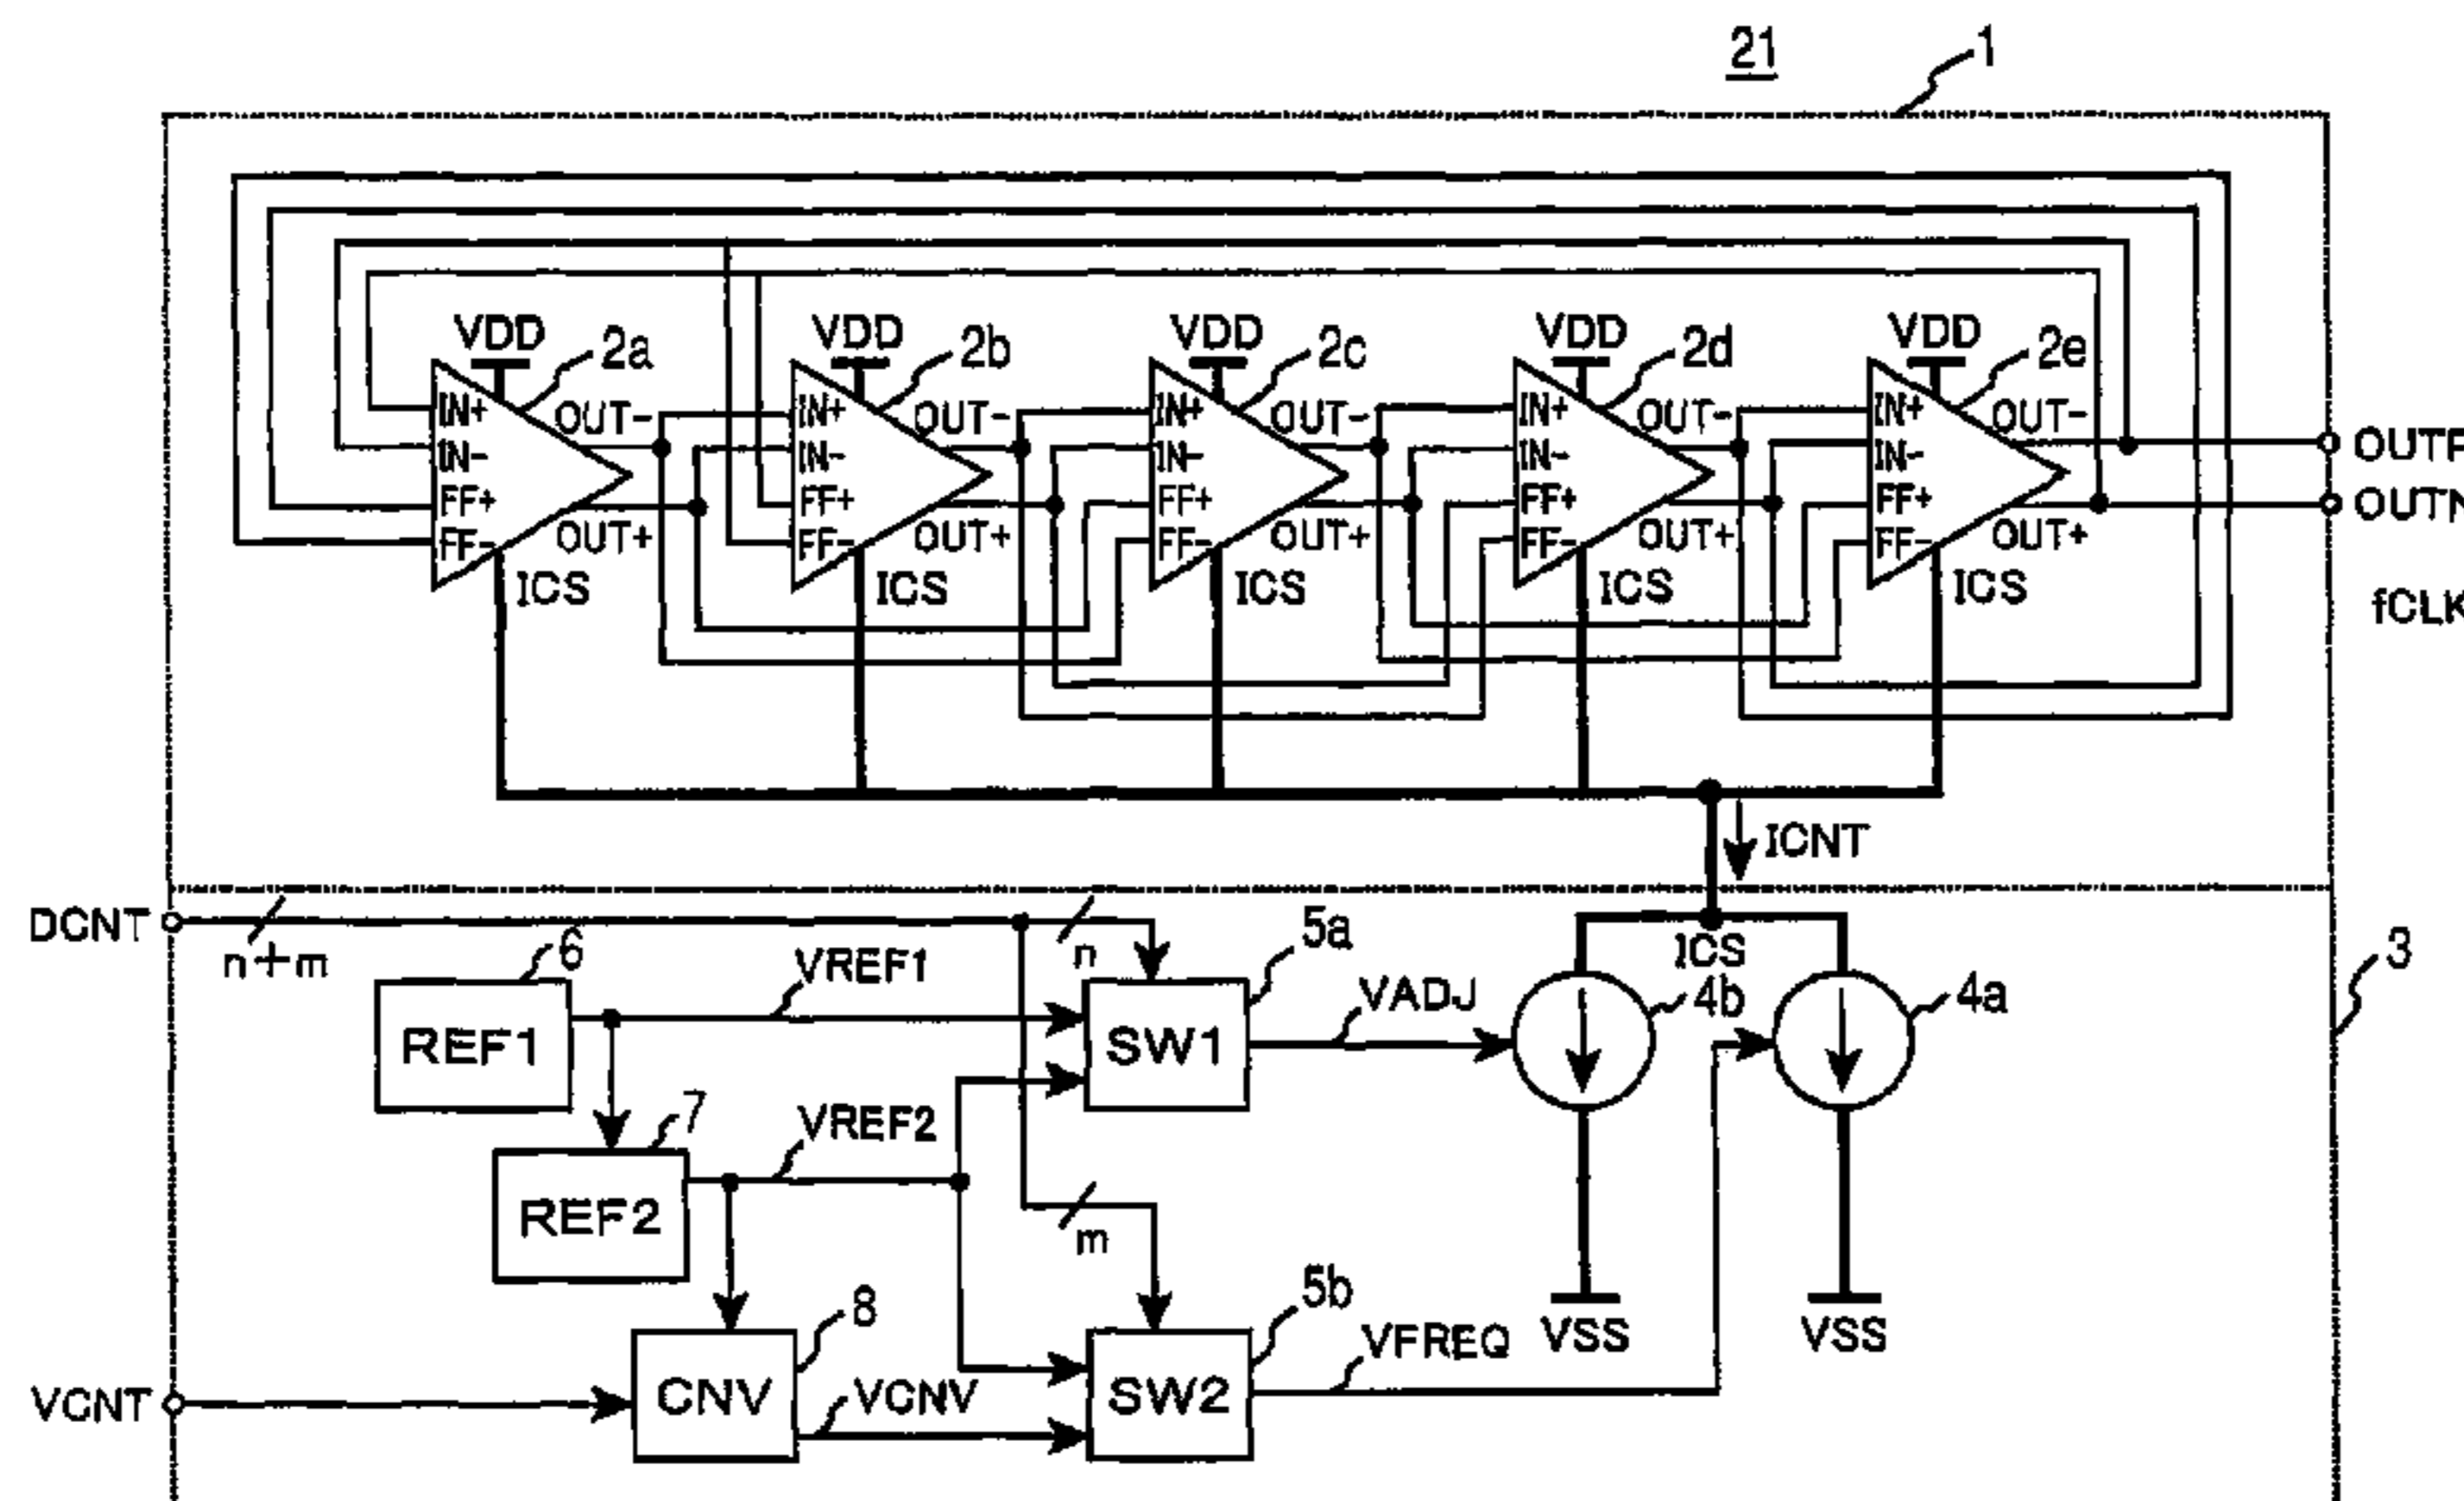 21
1
VDD
VDD
VDD
VDD
VDD
2a
2b
2c
2d
2e
IN+
IN-
FF+
FF-
OUT-
OUT+
ICS
IN+
IN-
FF+
FF-
OUT-
OUT+
ICS
IN+
IN-
FF+
FF-
OUT-
OUT+
ICS
IN+
IN-
FF+
FF-
OUT-
OUT+
ICS
IN+
IN-
FF+
FF-
OUT-
OUT+
ICS
fCLK
ICNT
DCNT
n+m
n
5a
ICS
3
6
REF1
VREF1
SW1
VADJ
4b
4a
7
REF2
VREF2
m
VSS
VSS
8
5b
VCNT
CNV
VCNV
SW2
VFREQ